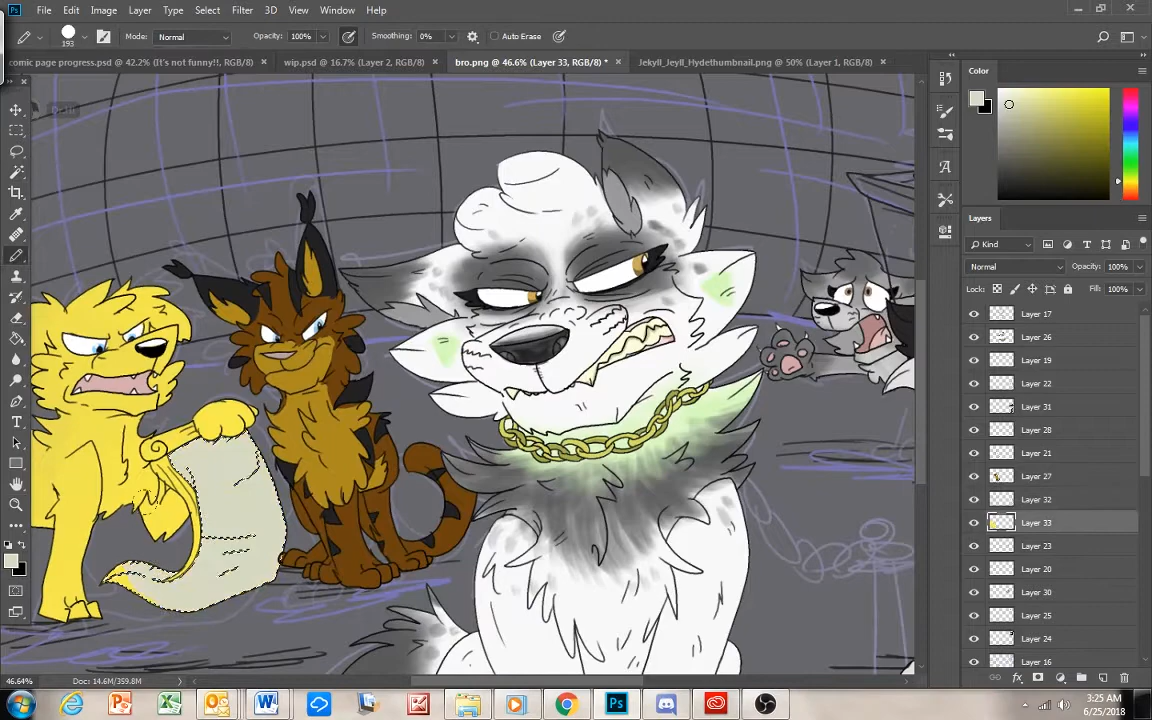 Ps File Edit Image Layer Type Select Filter 3D View Window Help
193 Mode: Normal Opacity: 100% Smoothing: 0% Auto Erase
comic page progress.psd @ 42.2% (It's not funny!!, RGB/8) × wip.psd @ 16.7% (Layer 2, RGB/8) × bro.png @ 46.6% (Layer 33, RGB/8) * × Jekyll_Jeyll_Hydethumbnail.png @ 50% (Layer 1, RGB/8) ×
Color
Layers
Kind
Normal Opacity: 100%
Lock: Fill: 100%
Layer 17
Layer 26
Layer 19
Layer 22
Layer 31
Layer 28
Layer 21
Layer 27
Layer 32
Layer 33
Layer 23
Layer 20
Layer 30
Layer 25
Layer 24
Layer 16
46.64% Doc: 14.6M/359.8M
3:25 AM
6/25/2018